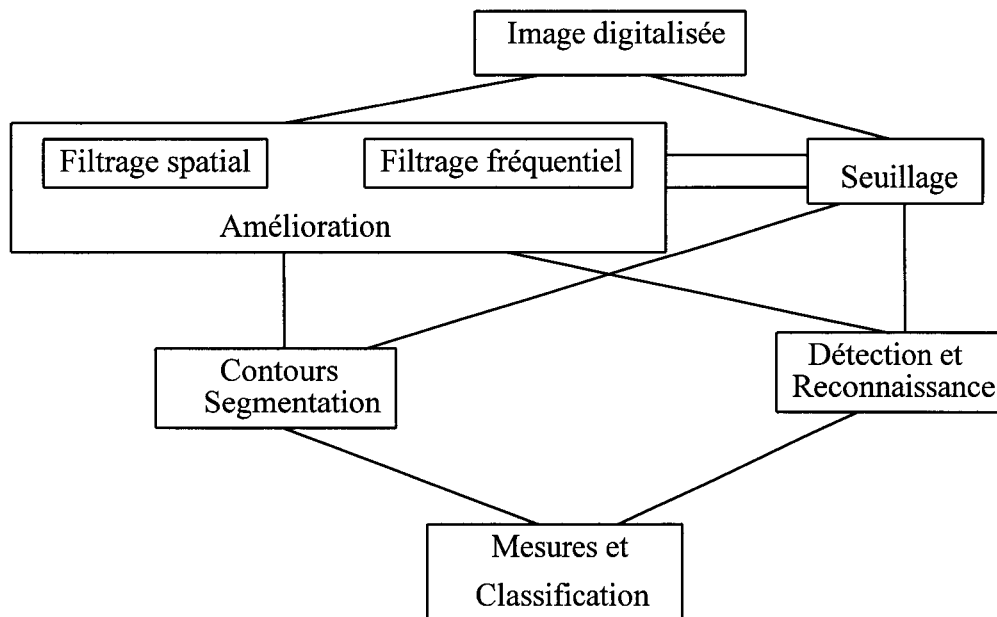 Image digitalisée
Filtrage spatial
Filtrage fréquentiel
Seuillage
Amélioration
Contours
Segmentation
Détection et
Reconnaissance
Mesures et
Classification